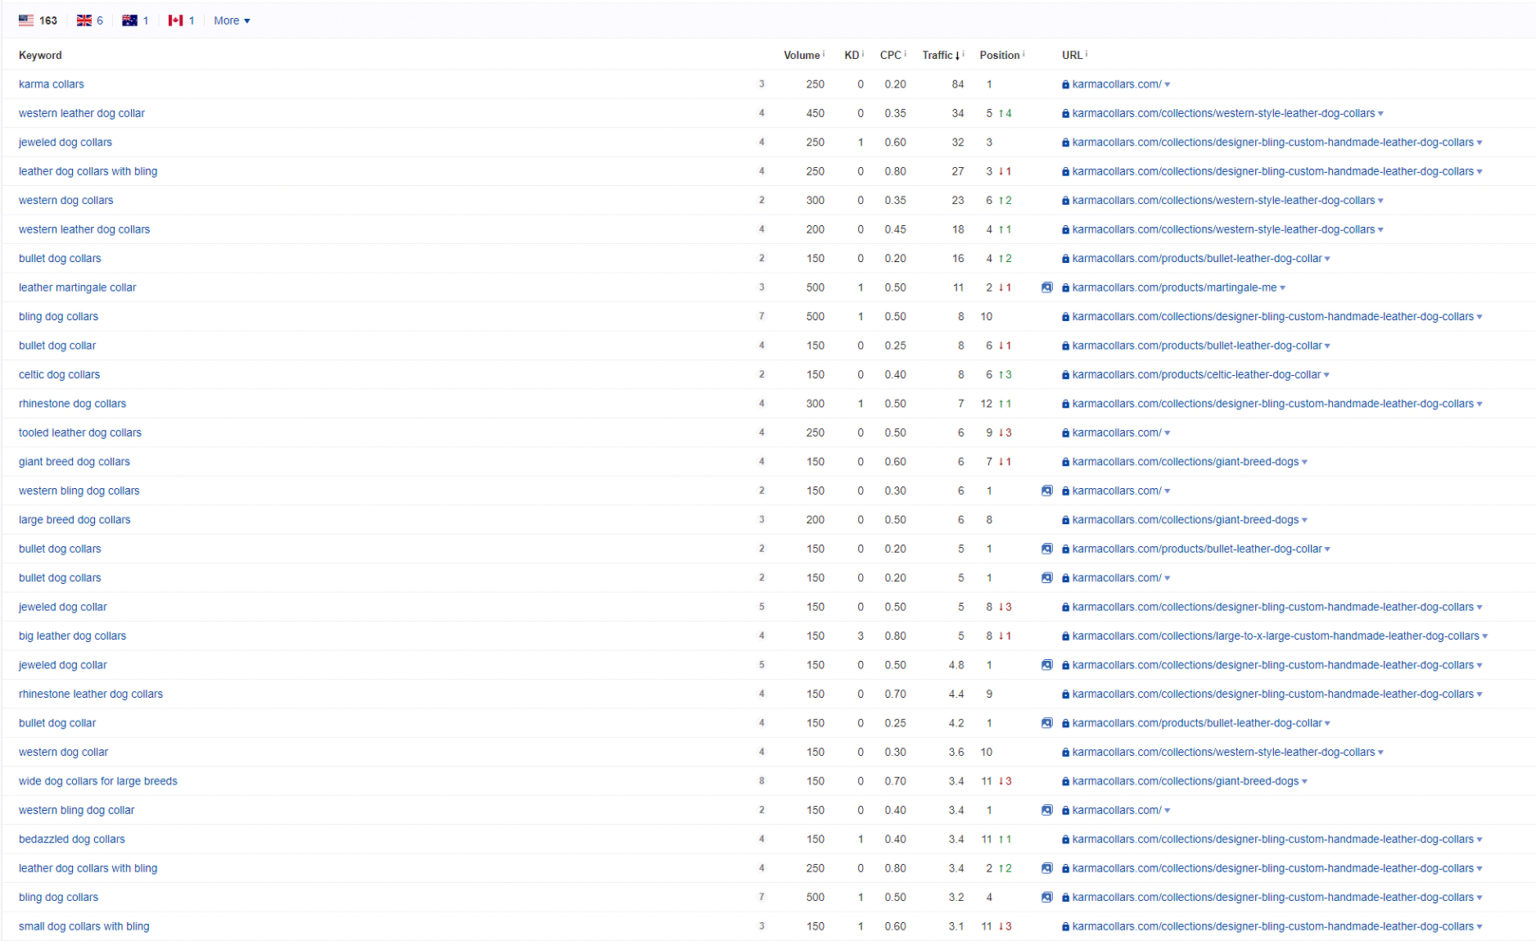 163 6 1 1 More
Keyword Volume i KD i CPC i Traffic ↓ i Position i URL i
karma collars 3 250 0 0.20 84 1 karmacollars.com/
western leather dog collar 4 450 0 0.35 34 5 ↑4 karmacollars.com/collections/western-style-leather-dog-collars
jeweled dog collars 4 250 1 0.60 32 3 karmacollars.com/collections/designer-bling-custom-handmade-leather-dog-collars
leather dog collars with bling 4 250 0 0.80 27 3 ↓1 karmacollars.com/collections/designer-bling-custom-handmade-leather-dog-collars
western dog collars 2 300 0 0.35 23 6 ↑2 karmacollars.com/collections/western-style-leather-dog-collars
western leather dog collars 4 200 0 0.45 18 4 ↑1 karmacollars.com/collections/western-style-leather-dog-collars
bullet dog collars 2 150 0 0.20 16 4 ↑2 karmacollars.com/products/bullet-leather-dog-collar
leather martingale collar 3 500 1 0.50 11 2 ↓1 karmacollars.com/products/martingale-me
bling dog collars 7 500 1 0.50 8 10 karmacollars.com/collections/designer-bling-custom-handmade-leather-dog-collars
bullet dog collar 4 150 0 0.25 8 6 ↓1 karmacollars.com/products/bullet-leather-dog-collar
celtic dog collars 2 150 0 0.40 8 6 ↑3 karmacollars.com/products/celtic-leather-dog-collar
rhinestone dog collars 4 300 1 0.50 7 12 ↑1 karmacollars.com/collections/designer-bling-custom-handmade-leather-dog-collars
tooled leather dog collars 4 250 0 0.50 6 9 ↓3 karmacollars.com/
giant breed dog collars 4 150 0 0.60 6 7 ↓1 karmacollars.com/collections/giant-breed-dogs
western bling dog collars 2 150 0 0.30 6 1 karmacollars.com/
large breed dog collars 3 200 0 0.50 6 8 karmacollars.com/collections/giant-breed-dogs
bullet dog collars 2 150 0 0.20 5 1 karmacollars.com/products/bullet-leather-dog-collar
bullet dog collars 2 150 0 0.20 5 1 karmacollars.com/
jeweled dog collar 5 150 0 0.50 5 8 ↓3 karmacollars.com/collections/designer-bling-custom-handmade-leather-dog-collars
big leather dog collars 4 150 3 0.80 5 8 ↓1 karmacollars.com/collections/large-to-x-large-custom-handmade-leather-dog-collars
jeweled dog collar 5 150 0 0.50 4.8 1 karmacollars.com/collections/designer-bling-custom-handmade-leather-dog-collars
rhinestone leather dog collars 4 150 0 0.70 4.4 9 karmacollars.com/collections/designer-bling-custom-handmade-leather-dog-collars
bullet dog collar 4 150 0 0.25 4.2 1 karmacollars.com/products/bullet-leather-dog-collar
western dog collar 4 150 0 0.30 3.6 10 karmacollars.com/collections/western-style-leather-dog-collars
wide dog collars for large breeds 8 150 0 0.70 3.4 11 ↓3 karmacollars.com/collections/giant-breed-dogs
western bling dog collar 2 150 0 0.40 3.4 1 karmacollars.com/
bedazzled dog collars 4 150 1 0.40 3.4 11 ↑1 karmacollars.com/collections/designer-bling-custom-handmade-leather-dog-collars
leather dog collars with bling 4 250 0 0.80 3.4 2 ↑2 karmacollars.com/collections/designer-bling-custom-handmade-leather-dog-collars
bling dog collars 7 500 1 0.50 3.2 4 karmacollars.com/collections/designer-bling-custom-handmade-leather-dog-collars
small dog collars with bling 3 150 1 0.60 3.1 11 ↓3 karmacollars.com/collections/designer-bling-custom-handmade-leather-dog-collars